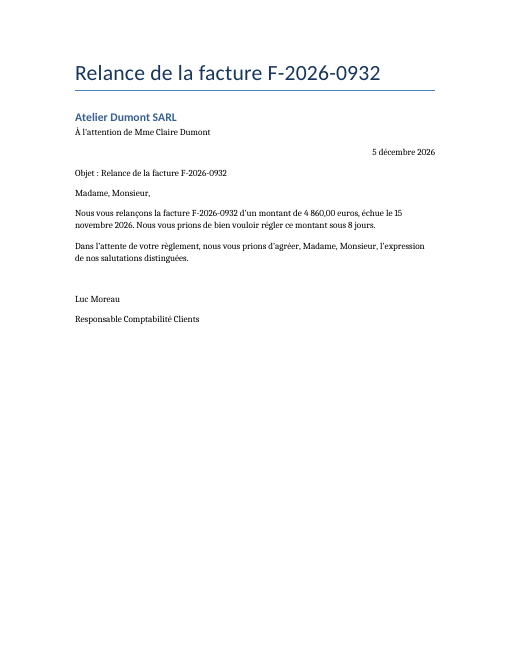 Relance de la facture F-2026-0932
Atelier Dumont SARL
À l'attention de Mme Claire Dumont
5 décembre 2026
Objet : Relance de la facture F-2026-0932
Madame, Monsieur,
Nous vous relançons la facture F-2026-0932 d'un montant de 4 860,00 euros, échue le 15
novembre 2026. Nous vous prions de bien vouloir régler ce montant sous 8 jours.
Dans l'attente de votre règlement, nous vous prions d'agréer, Madame, Monsieur, l'expression
de nos salutations distinguées.
Luc Moreau
Responsable Comptabilité Clients